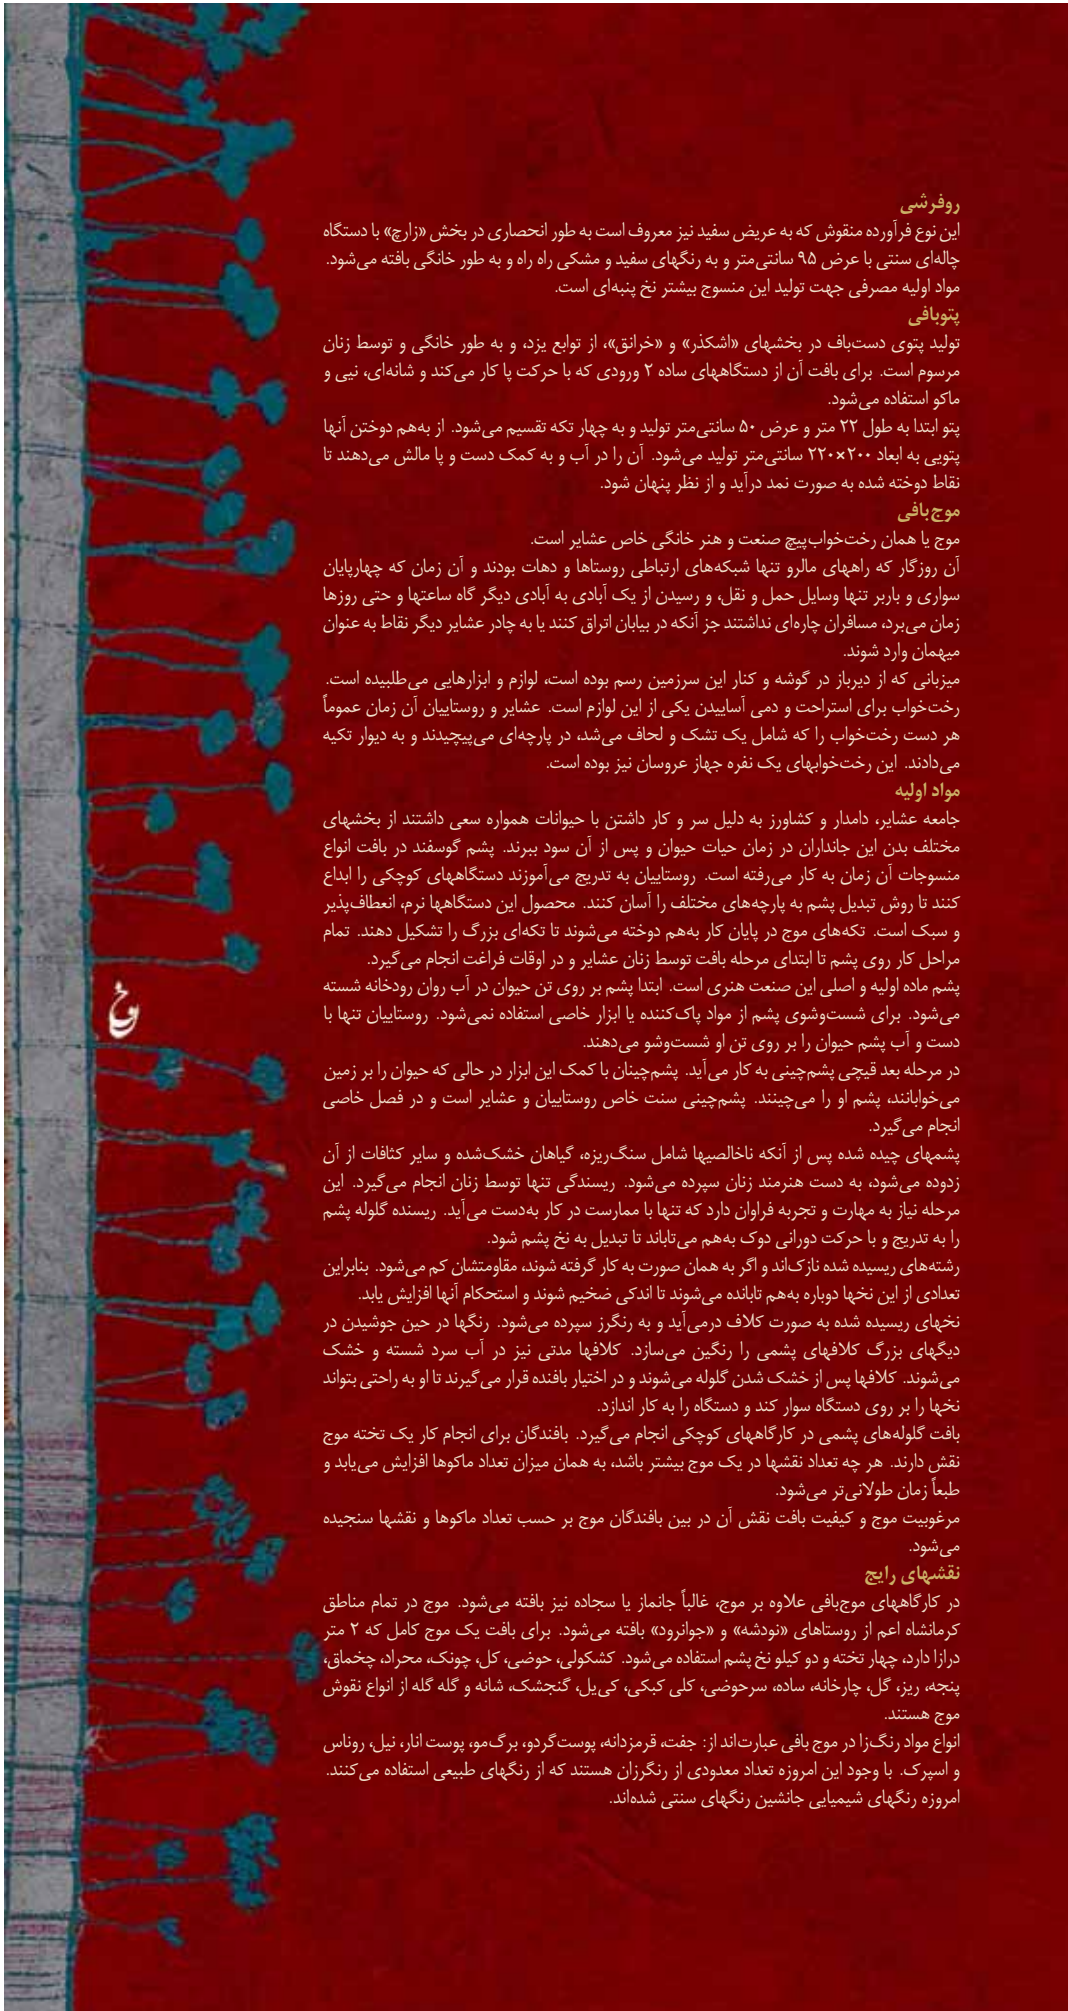 روفرشی
این نوع فرآورده منقوش که به عریض سفید نیز معروف است به طور انحصاری در بخش «زارچ» با دستگاه
چاله‌ای سنتی با عرض ۹۵ سانتی‌متر و به رنگهای سفید و مشکی راه راه و به طور خانگی بافته می‌شود.
مواد اولیه مصرفی جهت تولید این منسوج بیشتر نخ پنبه‌ای است.
پتوبافی
تولید پتوی دست‌باف در بخشهای «اشکذر» و «خرانق»، از توابع یزد، و به طور خانگی و توسط زنان
مرسوم است. برای بافت آن از دستگاههای ساده ۲ ورودی که با حرکت پا کار می‌کند و شانه‌ای، نیی و
ماکو استفاده می‌شود.
پتو ابتدا به طول ۲۲ متر و عرض ۵۰ سانتی‌متر تولید و به چهار تکه تقسیم می‌شود. از به‌هم دوختن آنها
پتویی به ابعاد ۲۰۰×۲۲۰ سانتی‌متر تولید می‌شود. آن را در آب و به کمک دست و پا مالش می‌دهند تا
نقاط دوخته شده به صورت نمد درآید و از نظر پنهان شود.
موج‌بافی
موج یا همان رخت‌خواب‌پیچ صنعت و هنر خانگی خاص عشایر است.
آن روزگار که راههای مالرو تنها شبکه‌های ارتباطی روستاها و دهات بودند و آن زمان که چهارپایان
سواری و باربر تنها وسایل حمل و نقل، و رسیدن از یک آبادی به آبادی دیگر گاه ساعتها و حتی روزها
زمان می‌برد، مسافران چاره‌ای نداشتند جز آنکه در بیابان اتراق کنند یا به چادر عشایر دیگر نقاط به عنوان
میهمان وارد شوند.
میزبانی که از دیرباز در گوشه و کنار این سرزمین رسم بوده است، لوازم و ابزارهایی می‌طلبیده است.
رخت‌خواب برای استراحت و دمی آساییدن یکی از این لوازم است. عشایر و روستاییان آن زمان عموماً
هر دست رخت‌خواب را که شامل یک تشک و لحاف می‌شد، در پارچه‌ای می‌پیچیدند و به دیوار تکیه
می‌دادند. این رخت‌خوابهای یک نفره جهاز عروسان نیز بوده است.
مواد اولیه
جامعه عشایر، دامدار و کشاورز به دلیل سر و کار داشتن با حیوانات همواره سعی داشتند از بخشهای
مختلف بدن این جانداران در زمان حیات حیوان و پس از آن سود ببرند. پشم گوسفند در بافت انواع
منسوجات آن زمان به کار می‌رفته است. روستاییان به تدریج می‌آموزند دستگاههای کوچکی را ابداع
کنند تا روش تبدیل پشم به پارچه‌های مختلف را آسان کنند. محصول این دستگاهها نرم، انعطاف‌پذیر
و سبک است. تکه‌های موج در پایان کار به‌هم دوخته می‌شوند تا تکه‌ای بزرگ را تشکیل دهند. تمام
مراحل کار روی پشم تا ابتدای مرحله بافت توسط زنان عشایر و در اوقات فراغت انجام می‌گیرد.
پشم ماده اولیه و اصلی این صنعت هنری است. ابتدا پشم بر روی تن حیوان در آب روان رودخانه شسته
می‌شود. برای شست‌وشوی پشم از مواد پاک‌کننده یا ابزار خاصی استفاده نمی‌شود. روستاییان تنها با
دست و آب پشم حیوان را بر روی تن او شست‌وشو می‌دهند.
در مرحله بعد قیچی پشم‌چینی به کار می‌آید. پشم‌چینان با کمک این ابزار در حالی که حیوان را بر زمین
می‌خوابانند، پشم او را می‌چینند. پشم‌چینی سنت خاص روستاییان و عشایر است و در فصل خاصی
انجام می‌گیرد.
پشمهای چیده شده پس از آنکه ناخالصیها شامل سنگ‌ریزه، گیاهان خشک‌شده و سایر کثافات از آن
زدوده می‌شود، به دست هنرمند زنان سپرده می‌شود. ریسندگی تنها توسط زنان انجام می‌گیرد. این
مرحله نیاز به مهارت و تجربه فراوان دارد که تنها با ممارست در کار به‌دست می‌آید. ریسنده گلوله پشم
را به تدریج و با حرکت دورانی دوک به‌هم می‌تاباند تا تبدیل به نخ پشم شود.
رشته‌های ریسیده شده نازک‌اند و اگر به همان صورت به کار گرفته شوند، مقاومتشان کم می‌شود. بنابراین
تعدادی از این نخها دوباره به‌هم تابانده می‌شوند تا اندکی ضخیم شوند و استحکام آنها افزایش یابد.
نخهای ریسیده شده به صورت کلاف درمی‌آید و به رنگرز سپرده می‌شود. رنگها در حین جوشیدن در
دیگهای بزرگ کلافهای پشمی را رنگین می‌سازد. کلافها مدتی نیز در آب سرد شسته و خشک
می‌شوند. کلافها پس از خشک شدن گلوله می‌شوند و در اختیار بافنده قرار می‌گیرند تا او به راحتی بتواند
نخها را بر روی دستگاه سوار کند و دستگاه را به کار اندازد.
بافت گلوله‌های پشمی در کارگاههای کوچکی انجام می‌گیرد. بافندگان برای انجام کار یک تخته موج
نقش دارند. هر چه تعداد نقشها در یک موج بیشتر باشد، به همان میزان تعداد ماکوها افزایش می‌یابد و
طبعاً زمان طولانی‌تر می‌شود.
مرغوبیت موج و کیفیت بافت نقش آن در بین بافندگان موج بر حسب تعداد ماکوها و نقشها سنجیده
می‌شود.
نقشهای رایج
در کارگاههای موج‌بافی علاوه بر موج، غالباً جانماز یا سجاده نیز بافته می‌شود. موج در تمام مناطق
کرمانشاه اعم از روستاهای «نودشه» و «جوانرود» بافته می‌شود. برای بافت یک موج کامل که ۲ متر
درازا دارد، چهار تخته و دو کیلو نخ پشم استفاده می‌شود. کشکولی، حوضی، کل، چونک، محراد، چخماق،
پنجه، ریز، گل، چارخانه، ساده، سرحوضی، کلی کبکی، کی‌یل، گنجشک، شانه و گله گله از انواع نقوش
موج هستند.
انواع مواد رنگ‌زا در موج بافی عبارت‌اند از: جفت، قرمزدانه، پوست‌گردو، برگ‌مو، پوست انار، نیل، روناس
و اسپرک. با وجود این امروزه تعداد معدودی از رنگرزان هستند که از رنگهای طبیعی استفاده می‌کنند.
امروزه رنگهای شیمیایی جانشین رنگهای سنتی شده‌اند.